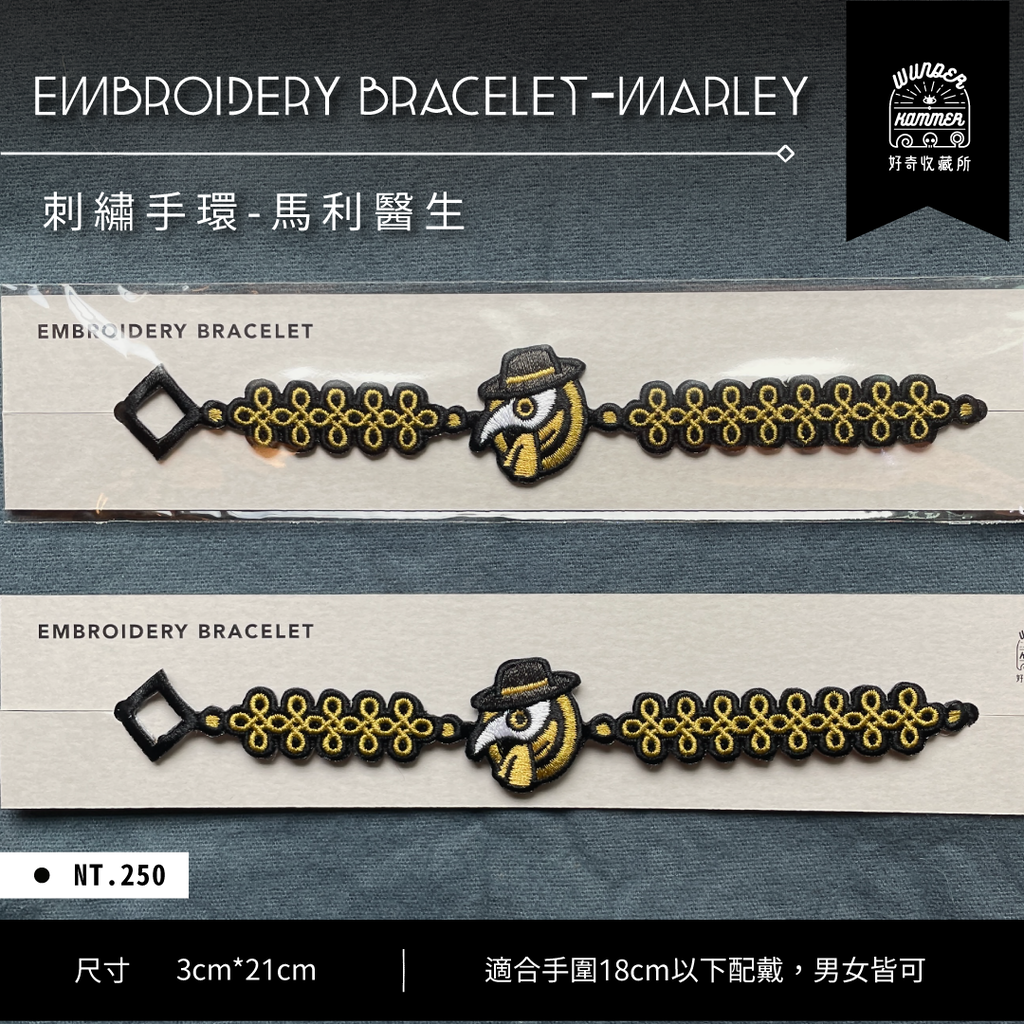 EMBROIDERY BRACELET-MARLEY
刺繡手環-馬利醫生
WUNDER
KAMMER
好奇收藏所
EMBROIDERY BRACELET
EMBROIDERY BRACELET
● NT.250
尺寸 3cm*21cm
適合手圍18cm以下配戴，男女皆可